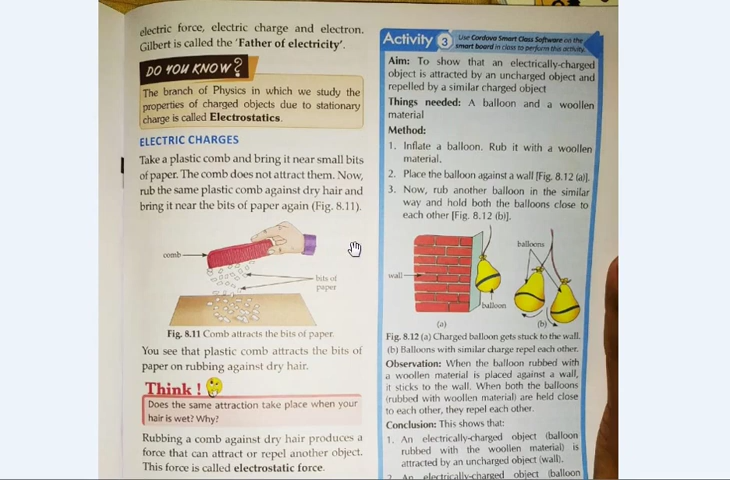 electric force, electric charge and electron.
Gilbert is called the 'Father of electricity'.
DO YOU KNOW?
The branch of Physics in which we study the
properties of charged objects due to stationary
charge is called Electrostatics.
ELECTRIC CHARGES
Take a plastic comb and bring it near small bits
of paper. The comb does not attract them. Now,
rub the same plastic comb against dry hair and
bring it near the bits of paper again (Fig. 8.11).
comb
bits of
paper
Fig. 8.11 Comb attracts the bits of paper.
You see that plastic comb attracts the bits of
paper on rubbing against dry hair.
Think !
Does the same attraction take place when your
hair is wet? Why?
Rubbing a comb against dry hair produces a
force that can attract or repel another object.
This force is called electrostatic force.
Activity 3
Use Cordova Smart Class Software on the
smart board in class to perform this activity.
Aim: To show that an electrically-charged
object is attracted by an uncharged object and
repelled by a similar charged object
Things needed: A balloon and a woollen
material
Method:
1. Inflate a balloon. Rub it with a woollen
material.
2. Place the balloon against a wall [Fig. 8.12 (a)].
3. Now, rub another balloon in the similar
way and hold both the balloons close to
each other [Fig. 8.12 (b)].
balloons
wall
balloon
(a)
(b)
Fig. 8.12 (a) Charged balloon gets stuck to the wall.
(b) Balloons with similar charge repel each other.
Observation: When the balloon rubbed with
a woollen material is placed against a wall,
it sticks to the wall. When both the balloons
(rubbed with woollen material) are held close
to each other, they repel each other.
Conclusion: This shows that:
1. An electrically-charged object (balloon
rubbed with the woollen material) is
attracted by an uncharged object (wall).
2. An electrically-charged object (balloon